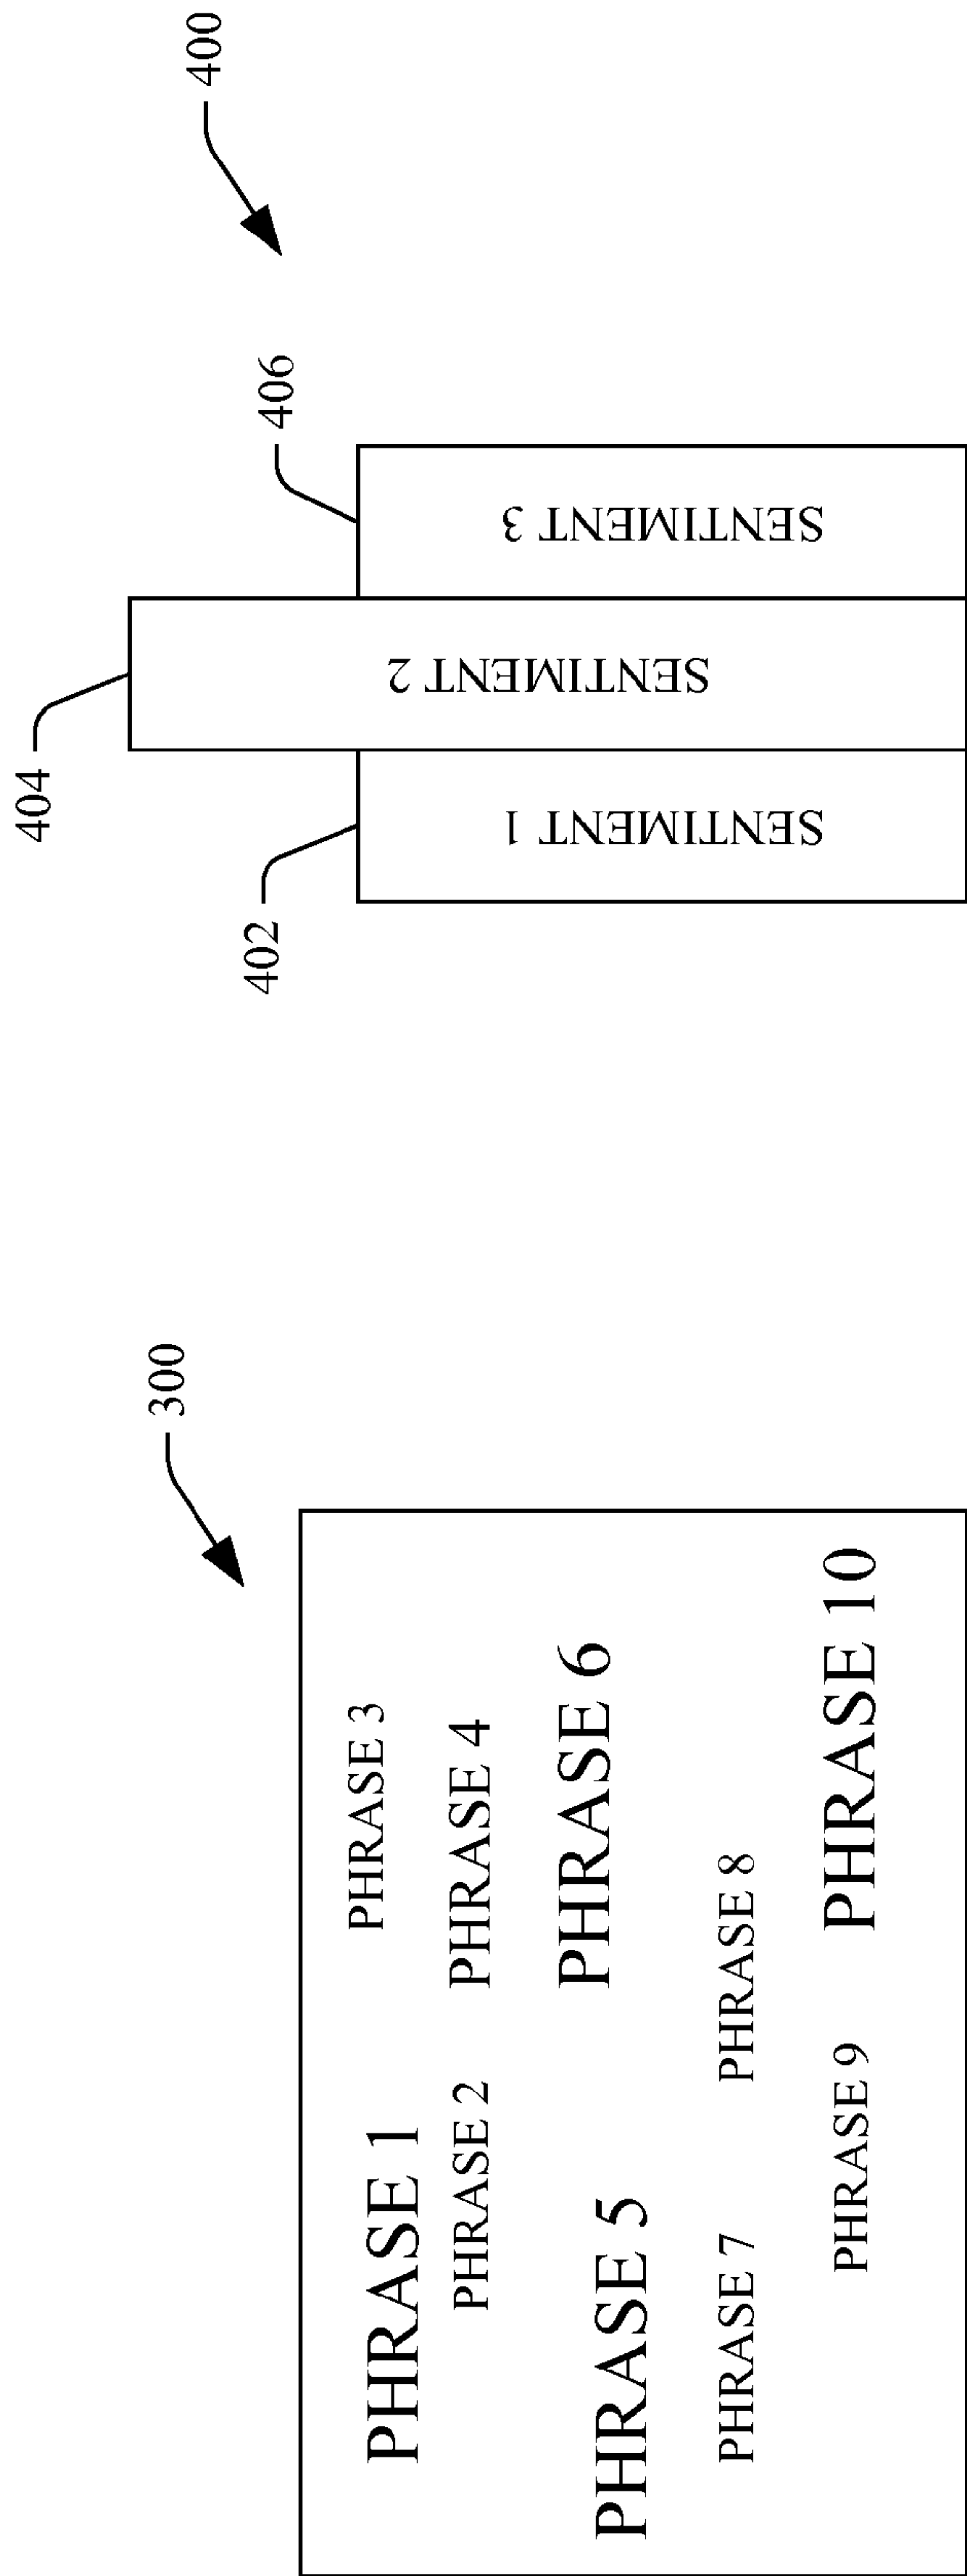 300
PHRASE 1
PHRASE 3
PHRASE 2
PHRASE 4
PHRASE 5
PHRASE 6
PHRASE 7
PHRASE 8
PHRASE 9
PHRASE 10
400
404
402
406
SENTIMENT 1
SENTIMENT 2
SENTIMENT 3